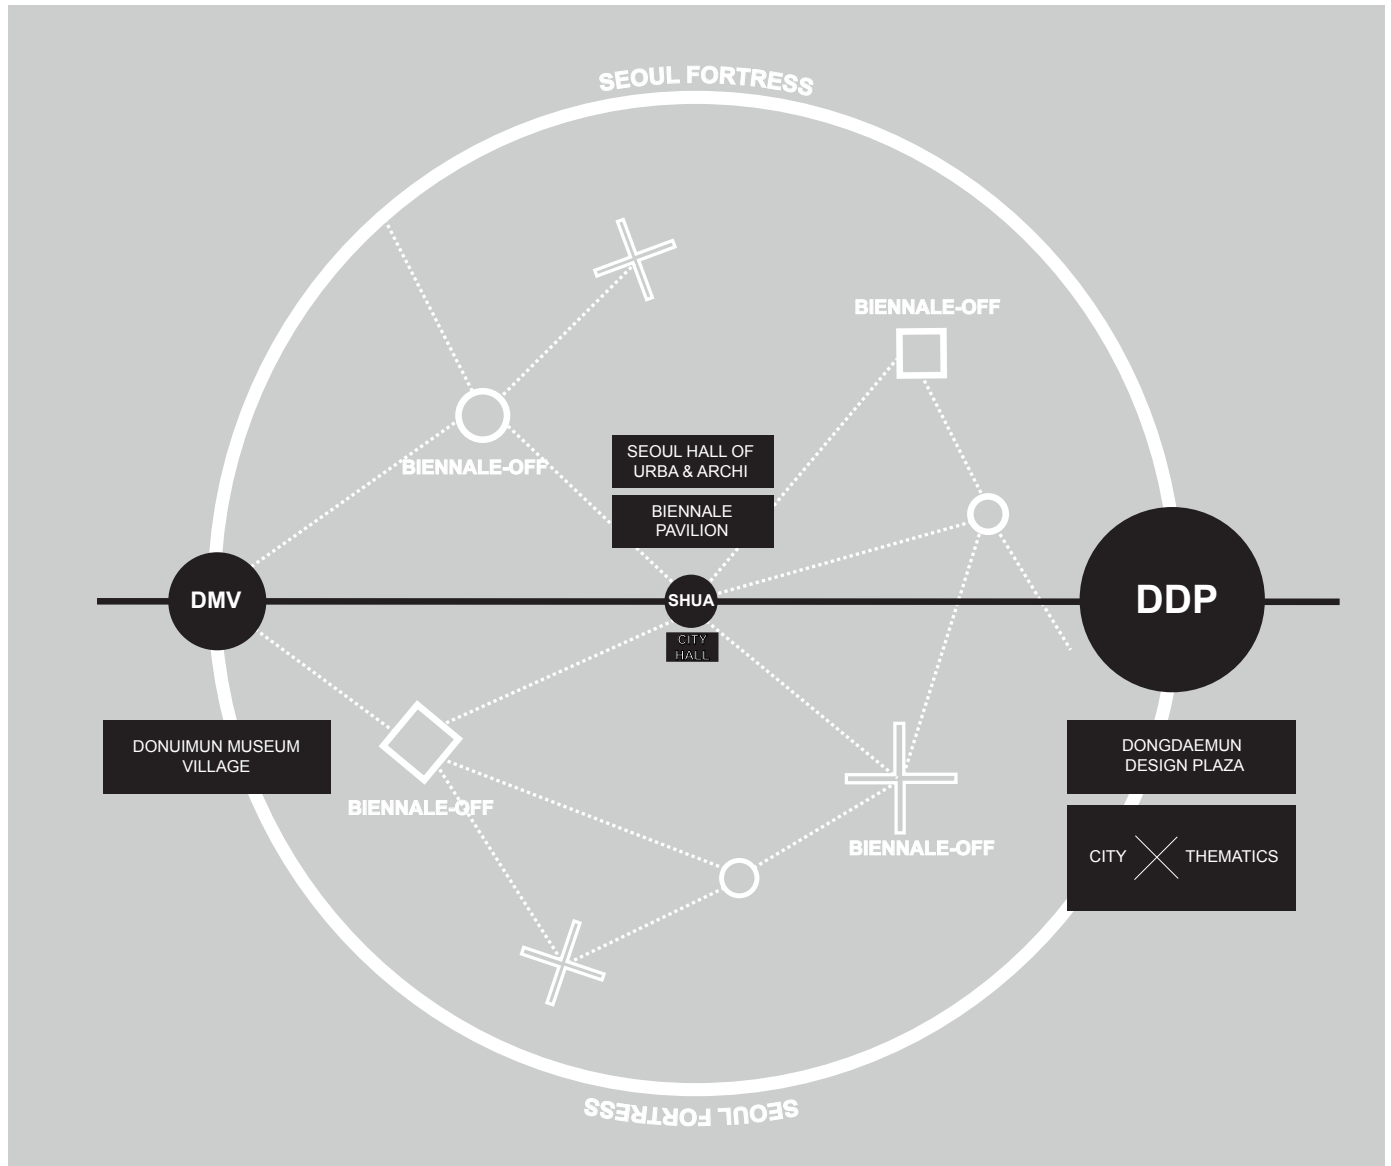 SEOUL FORTRESS
BIENNALE-OFF
BIENNALE-OFF
SEOUL HALL OF
URBA & ARCHI
BIENNALE
PAVILION
DMV
SHUA
DDP
CITY
HALL
DONUIMUN MUSEUM
VILLAGE
DONGDAEMUN
DESIGN PLAZA
BIENNALE-OFF
BIENNALE-OFF
CITY THEMATICS
SEOUL FORTRESS